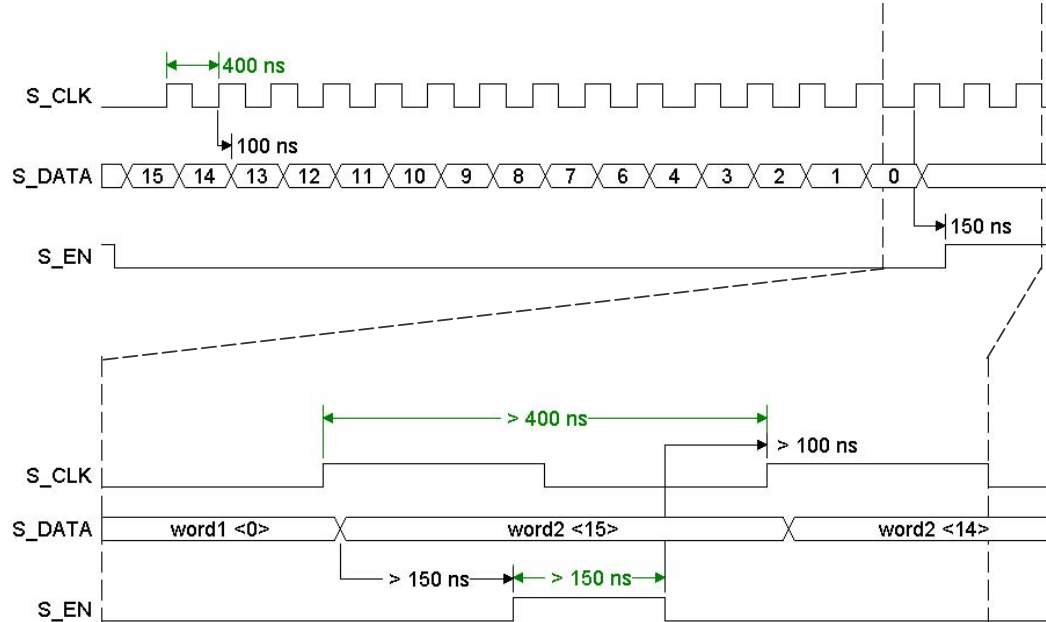 400 ns
S_CLK
100 ns
S_DATA 15 14 13 12 11 10 9 8 7 6 4 3 2 1 0
150 ns
S_EN
> 400 ns
> 100 ns
S_CLK
S_DATA word1 <0> word2 <15> word2 <14>
> 150 ns > 150 ns
S_EN